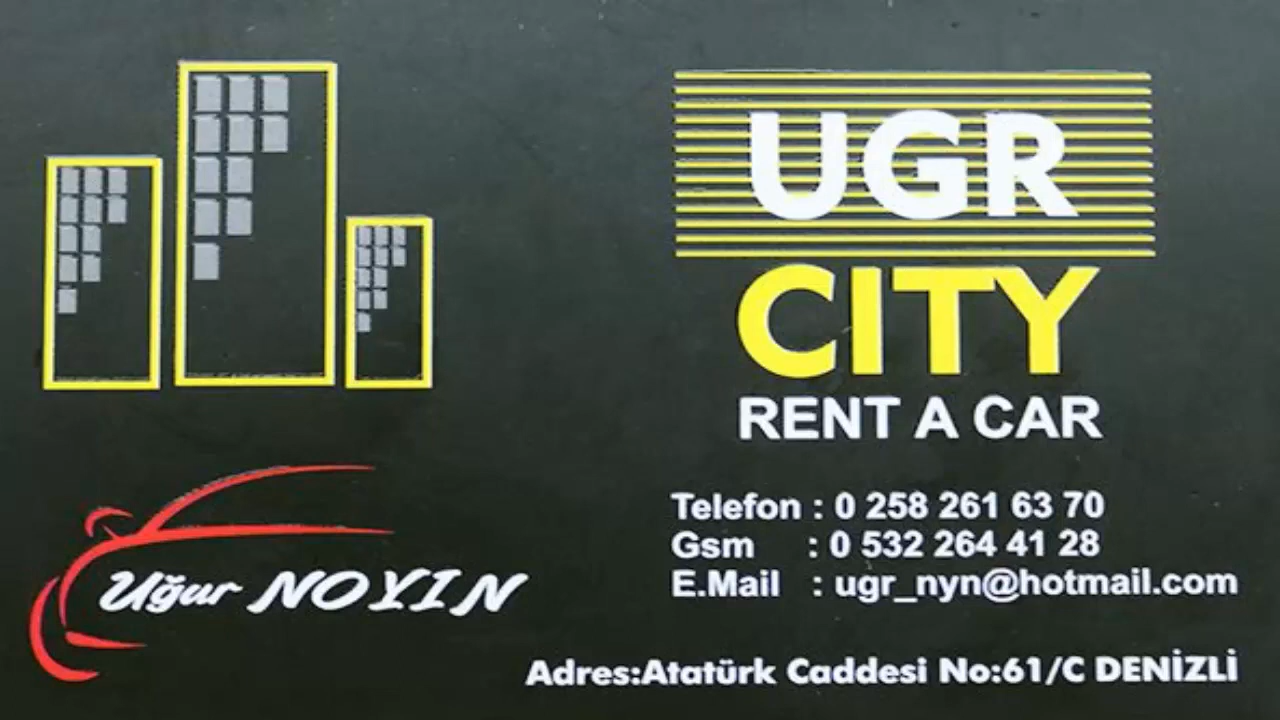 UGR
CITY
RENT A CAR
Uğur NOYIN
Telefon : 0 258 261 63 70
Gsm : 0 532 264 41 28
E.Mail : ugr_nyn@hotmail.com
Adres:Atatürk Caddesi No:61/C DENİZLİ